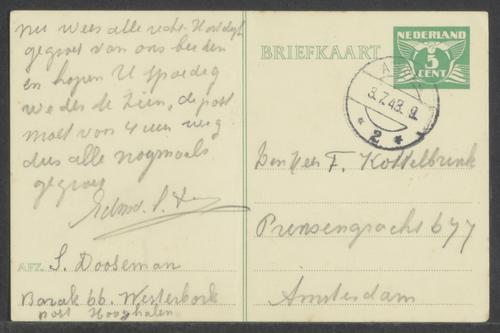 nu wees alle recht Hartelijk
gegroet van ons beiden
en hopen U spoedig
weder te zien, de post
moet voor 4 uur weg
dus alle nogmaals
gegroet
AFZ. S. Dooseman
Barak 66. Westerbork
post Hooghalen
BRIEFKAART
NEDERLAND
5
CENT
3.7.43.9
* 2 *
Den Heer F. Kottelbrink
Prinsengracht 677
Amsterdam